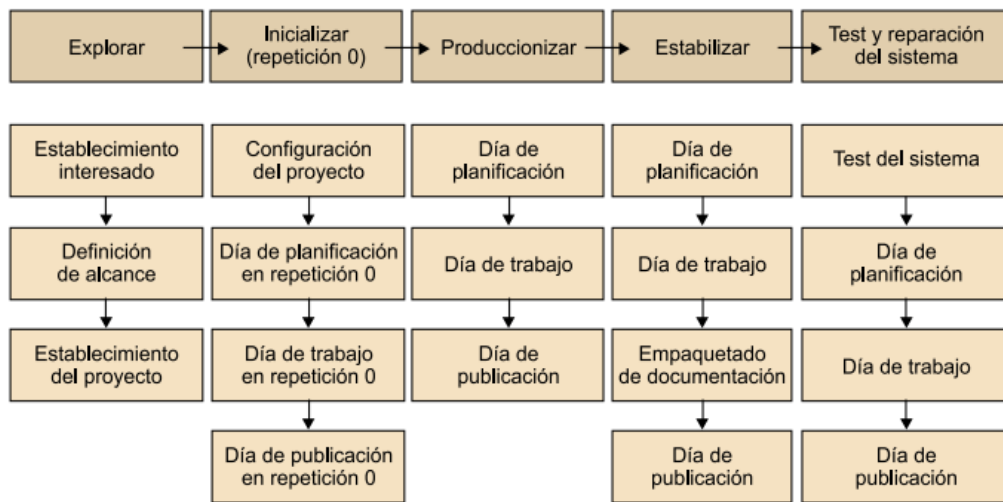 Explorar
Inicializar
(repetición 0)
Produccionizar
Estabilizar
Test y reparación
del sistema
Establecimiento
interesado
Definición
de alcance
Establecimiento
del proyecto
Configuración
del proyecto
Día de planificación
en repetición 0
Día de trabajo
en repetición 0
Día de publicación
en repetición 0
Día de
planificación
Día de trabajo
Día de
publicación
Día de
planificación
Día de trabajo
Empaquetado
de documentación
Día de
publicación
Test del sistema
Día de
planificación
Día de trabajo
Día de
publicación